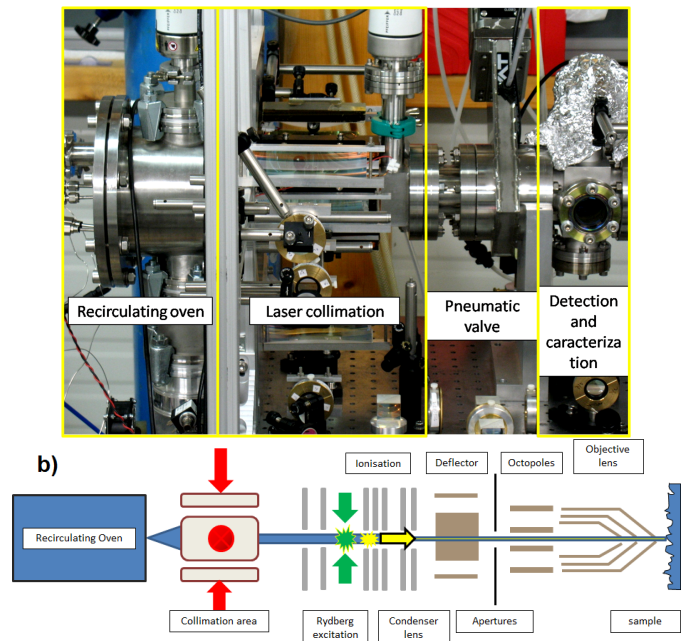 Recirculating oven
Laser collimation
Pneumatic
valve
Detection
and
caracteriza
tion
b)
Ionisation
Deflector
Octopoles
Objective
lens
Recirculating Oven
Collimation area
Rydberg
excitation
Condenser
lens
Apertures
sample